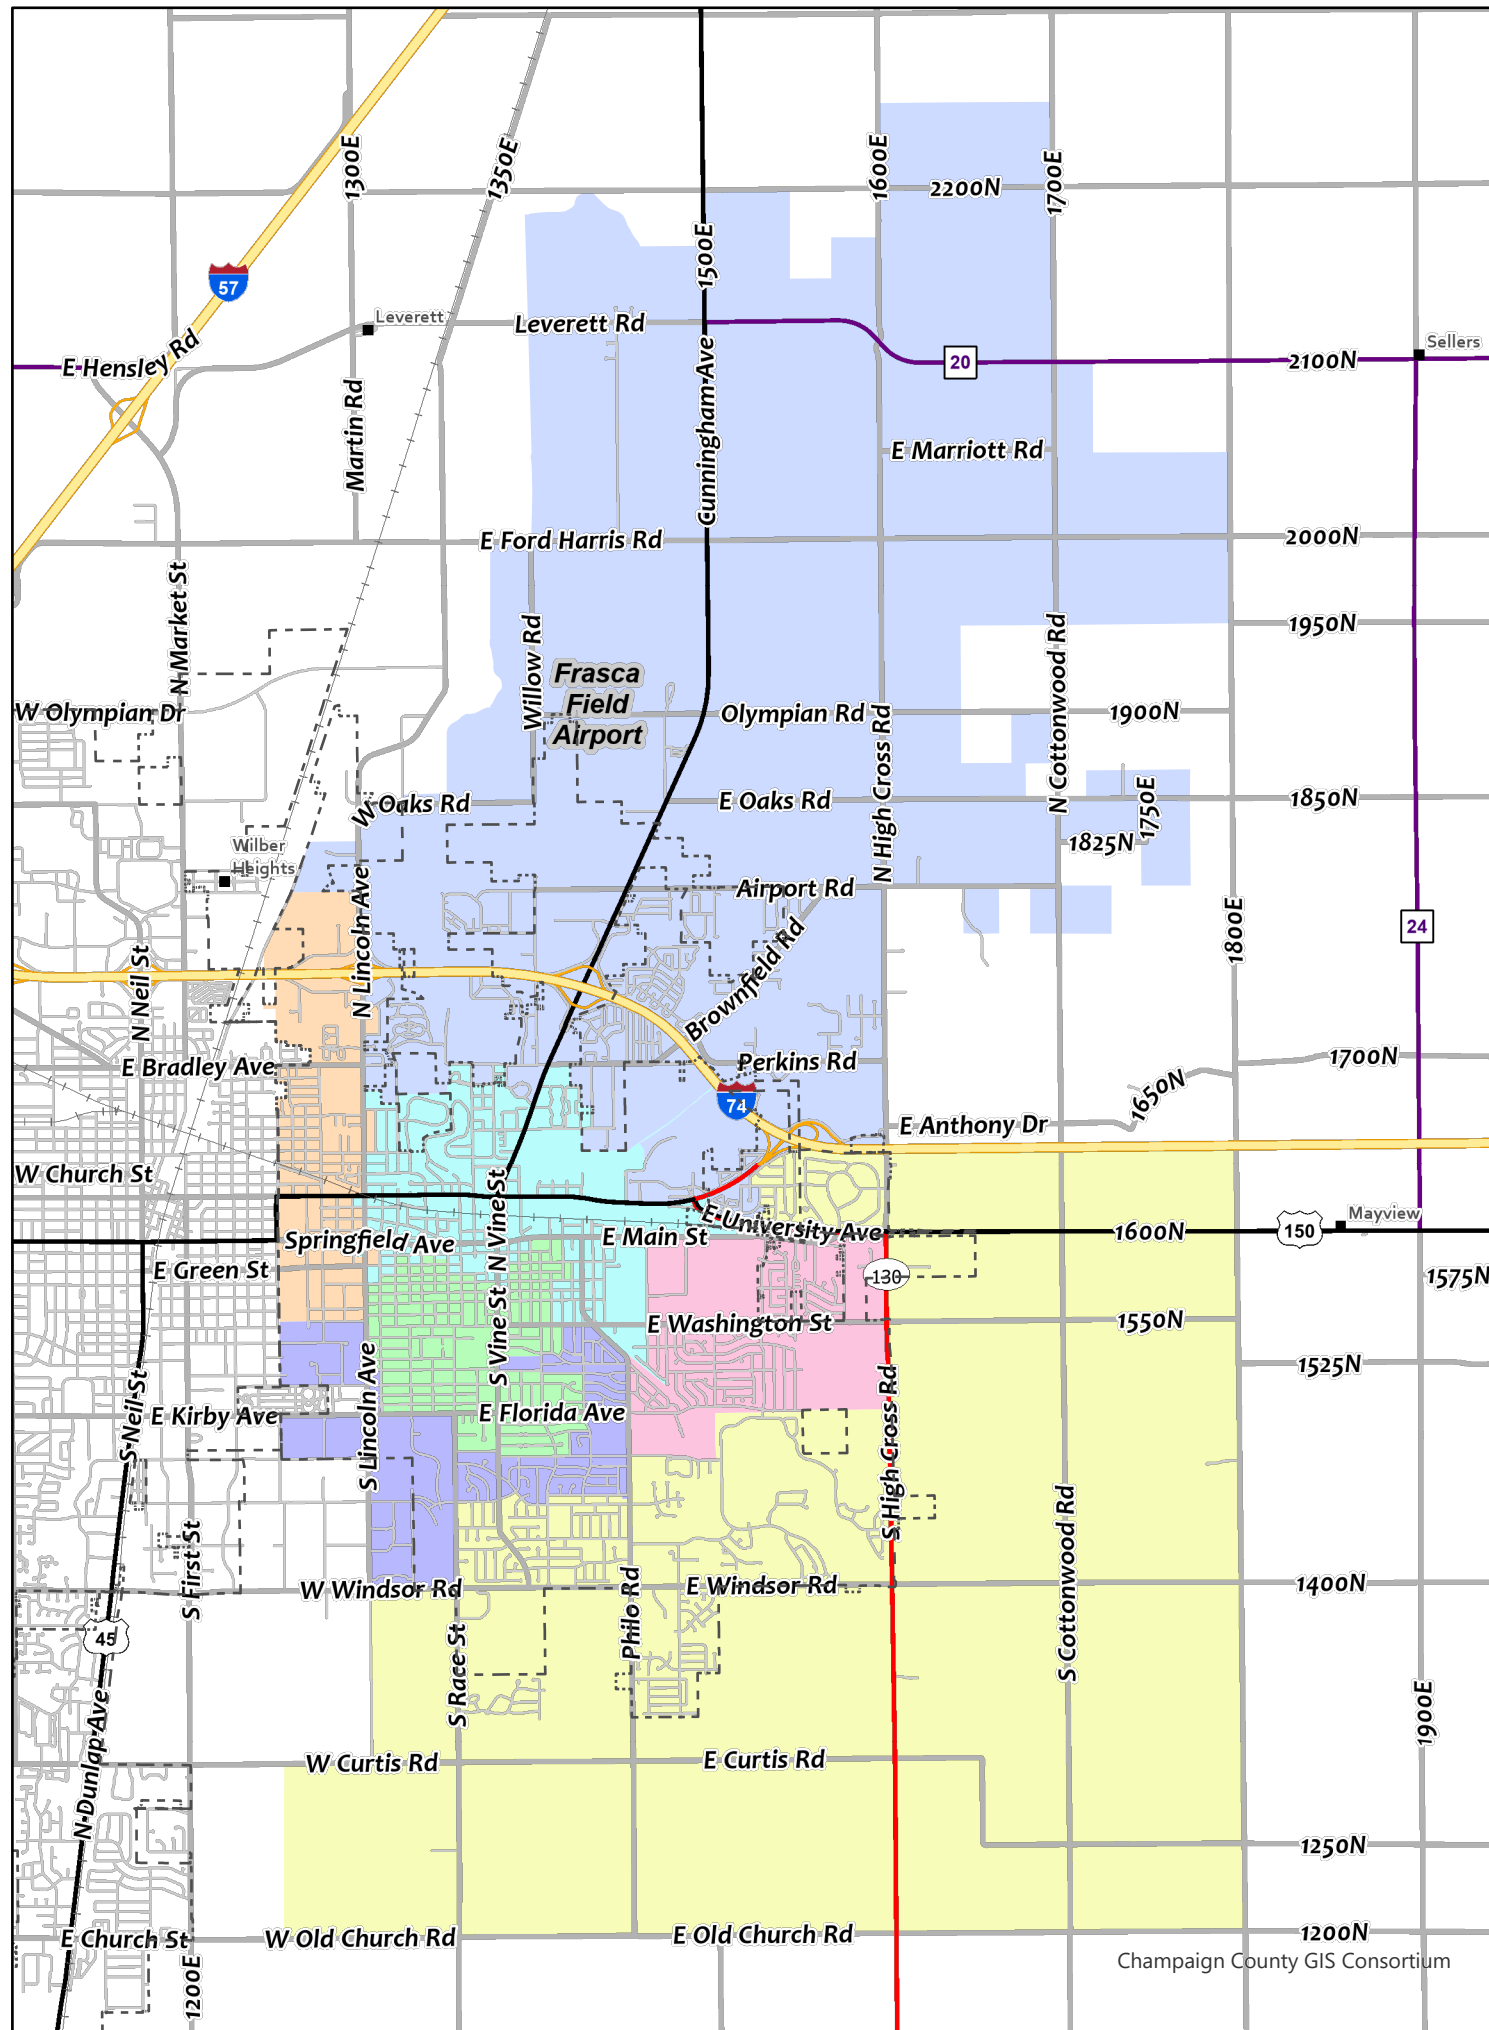 1300E
1350E
1600E
2200N
1700E
1500E
57
Leverett
Leverett Rd
E Hensley Rd
20
2100N
Sellers
Martin Rd
Cunningham Ave
E Marriott Rd
E Ford Harris Rd
2000N
N Market St
1950N
Willow Rd
Frasca
Field
Airport
N Cottonwood Rd
W Olympian Dr
Olympian Rd
1900N
N High Cross Rd
W Oaks Rd
E Oaks Rd
1750E
1850N
1825N
Wilber
Heights
Airport Rd
N Lincoln Ave
1800E
24
N Neil St
Brownfield Rd
E Bradley Ave
Perkins Rd
1700N
1650N
74
E Anthony Dr
W Church St
N Vine St
E University Ave
Mayview
Springfield Ave
E Main St
1600N
150
E Green St
130
1575N
S Vine St
E Washington St
1550N
1525N
S Neil St
S Lincoln Ave
E Kirby Ave
E Florida Ave
S High Cross Rd
S First St
S Cottonwood Rd
W Windsor Rd
E Windsor Rd
1400N
45
S Race St
Philo Rd
N Dunlap Ave
1900E
W Curtis Rd
E Curtis Rd
1250N
E Church St
W Old Church Rd
E Old Church Rd
1200N
1200E
Champaign County GIS Consortium